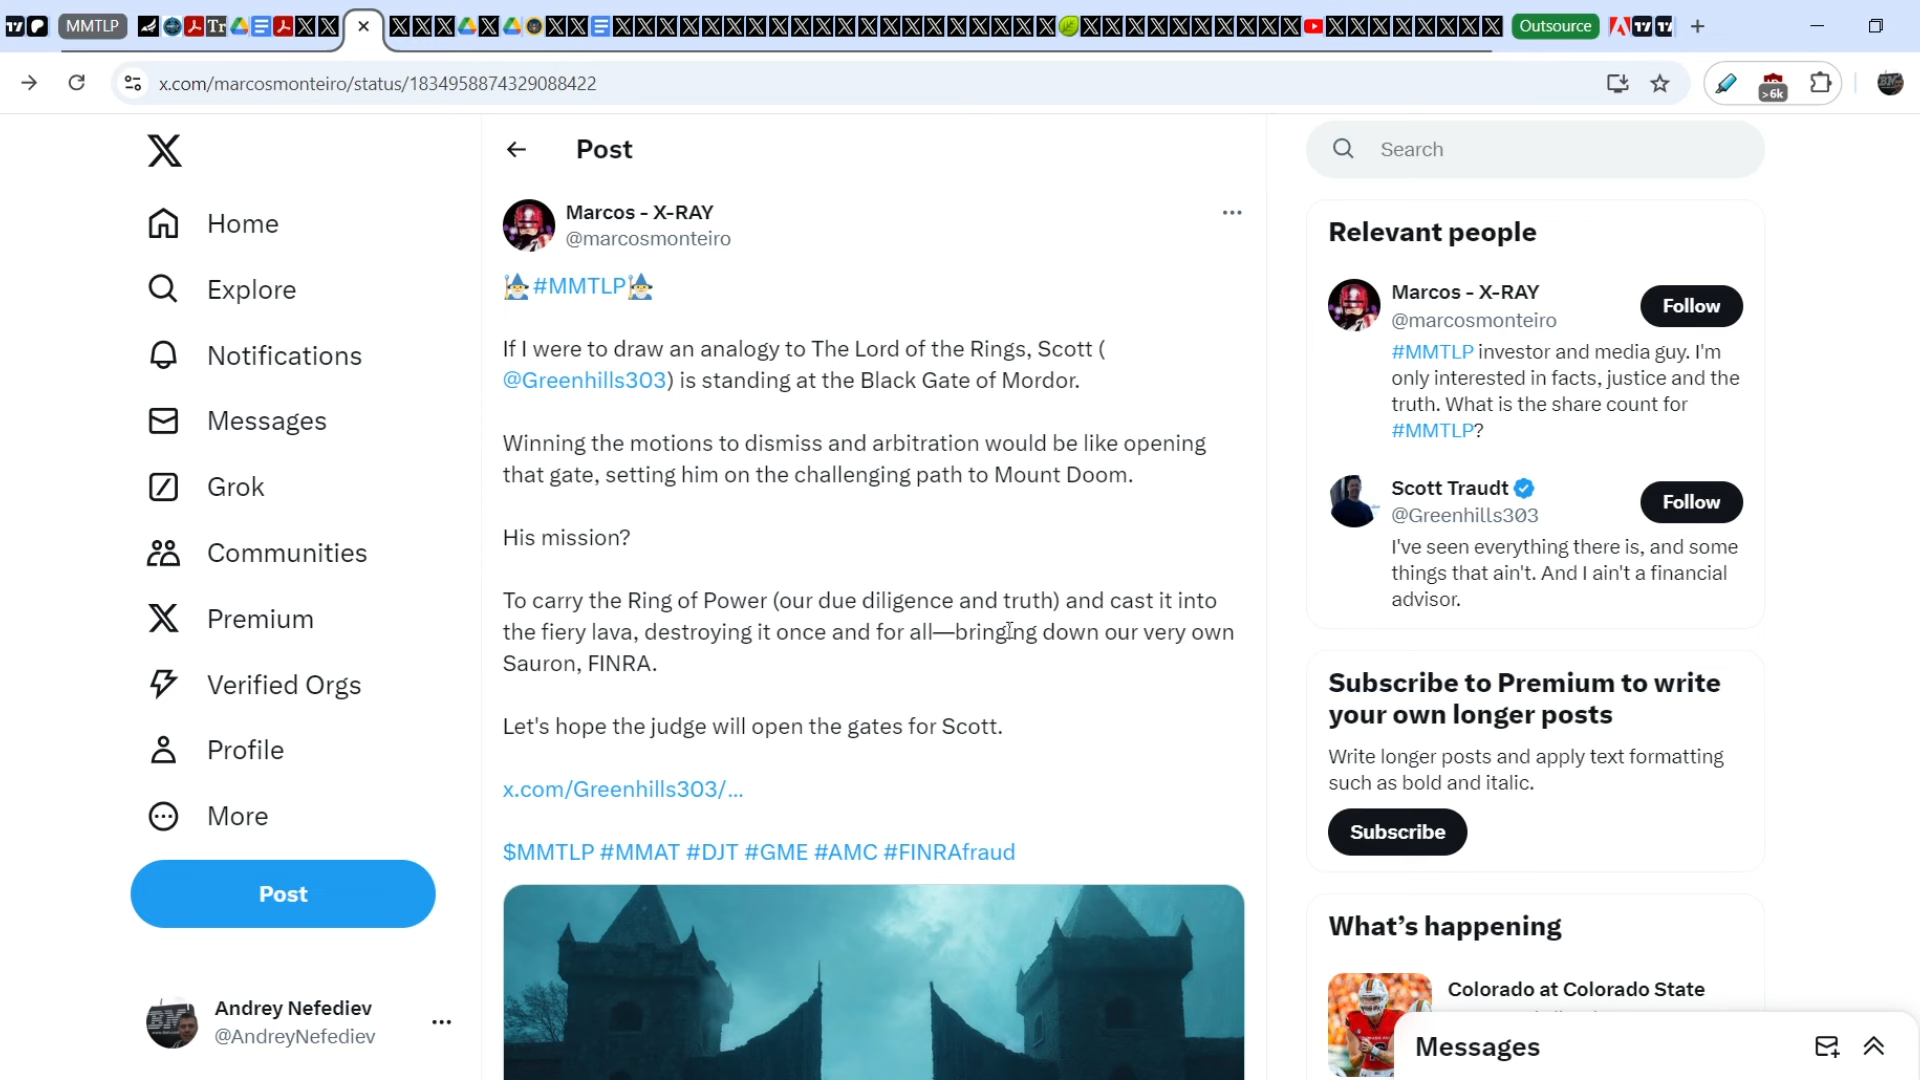 MMTLP
Outsource
x.com/marcosmonteiro/status/1834958874329088422
>6k
Home
Explore
Notifications
Messages
Grok
Communities
Premium
Verified Orgs
Profile
More
Post
Andrey Nefediev
@AndreyNefediev
Post
Marcos - X-RAY
@marcosmonteiro
#MMTLP
If I were to draw an analogy to The Lord of the Rings, Scott (
@Greenhills303) is standing at the Black Gate of Mordor.
Winning the motions to dismiss and arbitration would be like opening
that gate, setting him on the challenging path to Mount Doom.
His mission?
To carry the Ring of Power (our due diligence and truth) and cast it into
the fiery lava, destroying it once and for all—bringing down our very own
Sauron, FINRA.
Let's hope the judge will open the gates for Scott.
x.com/Greenhills303/...
$MMTLP #MMAT #DJT #GME #AMC #FINRAfraud
Search
Relevant people
Marcos - X-RAY
@marcosmonteiro
Follow
#MMTLP investor and media guy. I'm
only interested in facts, justice and the
truth. What is the share count for
#MMTLP?
Scott Traudt
@Greenhills303
Follow
I've seen everything there is, and some
things that ain't. And I ain't a financial
advisor.
Subscribe to Premium to write
your own longer posts
Write longer posts and apply text formatting
such as bold and italic.
Subscribe
What's happening
Colorado at Colorado State
Messages